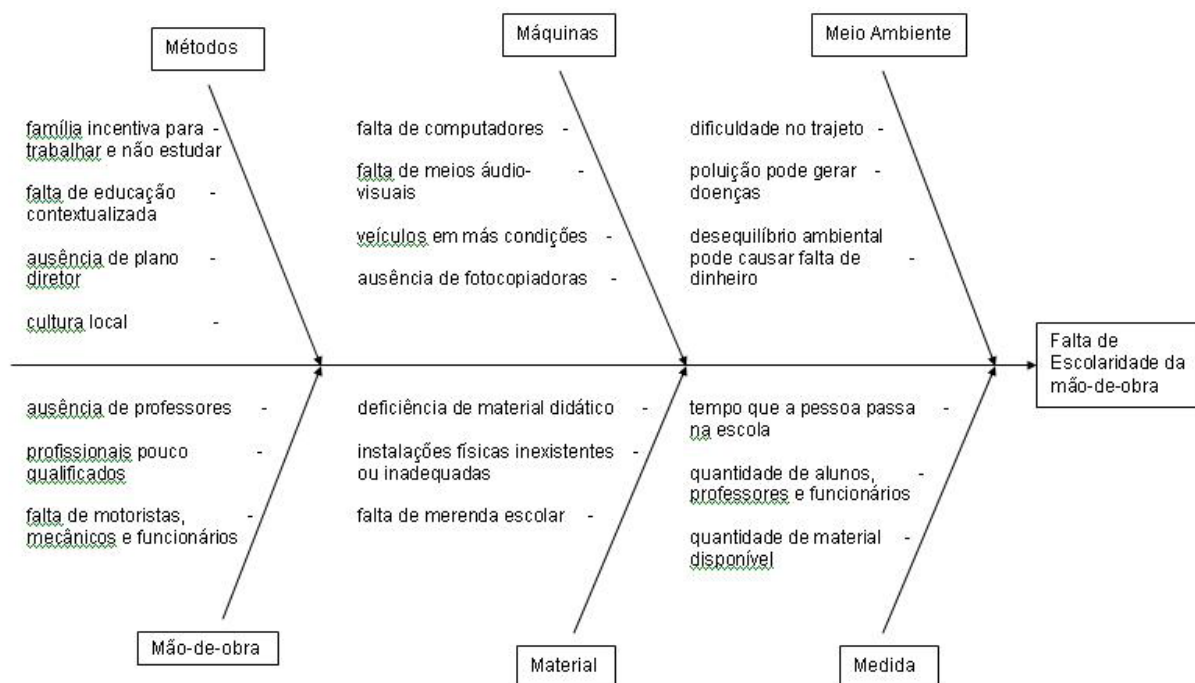 Métodos
Máquinas
Meio Ambiente
família incentiva para -
trabalhar e não estudar
falta de educação -
contextualizada
ausência de plano -
diretor
cultura local -
falta de computadores -
falta de meios áudio- -
visuais
veículos em más condições -
ausência de fotocopiadoras -
dificuldade no trajeto -
poluição pode gerar -
doenças
desequilíbrio ambiental
pode causar falta de -
dinheiro
Falta de
Escolaridade da
mão-de-obra
ausência de professores -
profissionais pouco -
qualificados
falta de motoristas, -
mecânicos e funcionários
deficiência de material didático -
instalações físicas inexistentes -
ou inadequadas
falta de merenda escolar -
tempo que a pessoa passa -
na escola
quantidade de alunos, -
professores e funcionários
quantidade de material -
disponível
Mão-de-obra
Material
Medida